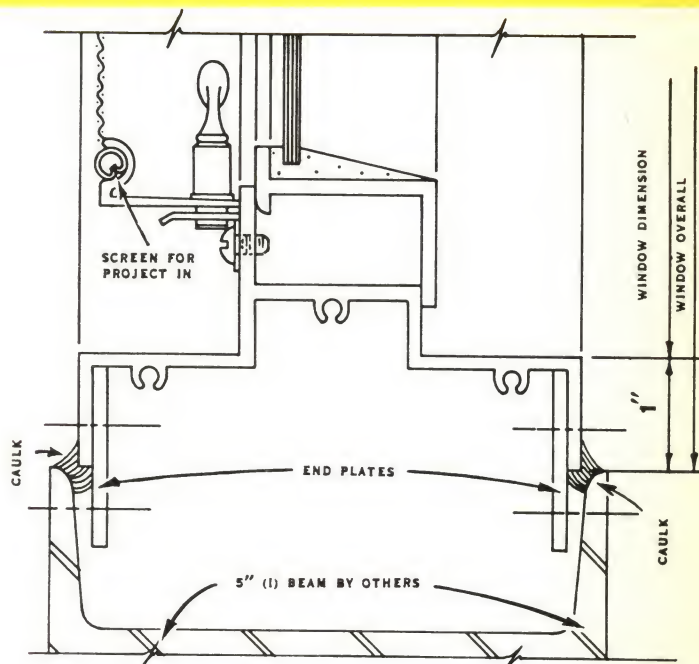 SCREEN FOR
PROJECT IN
WINDOW DIMENSION
WINDOW OVERALL
1"
CAULK
END PLATES
CAULK
5" (I) BEAM BY OTHERS